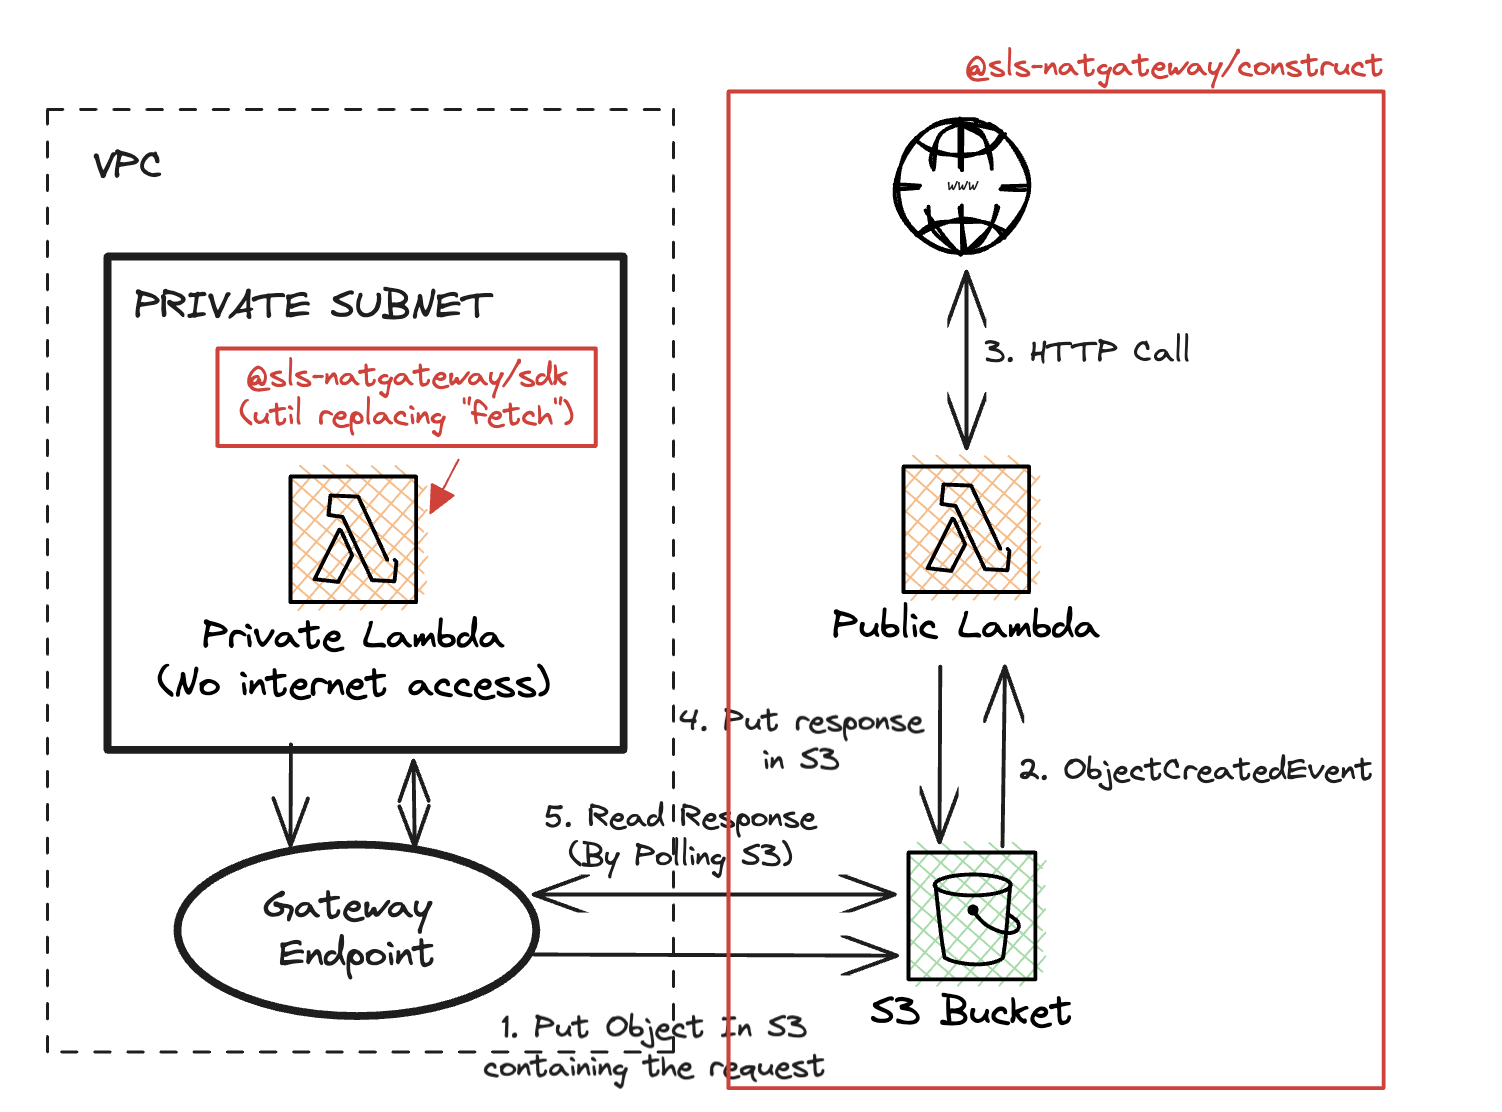 @sls-natgateway/construct
VPC
www
PRIVATE SUBNET
@sls-natgateway/sdk
(util replacing "fetch")
3. HTTP Call
Private Lambda
(No internet access)
Public Lambda
4. Put response
in S3
2. ObjectCreatedEvent
5. Read Response
(By Polling S3)
Gateway
Endpoint
S3 Bucket
1. Put Object In S3
containing the request